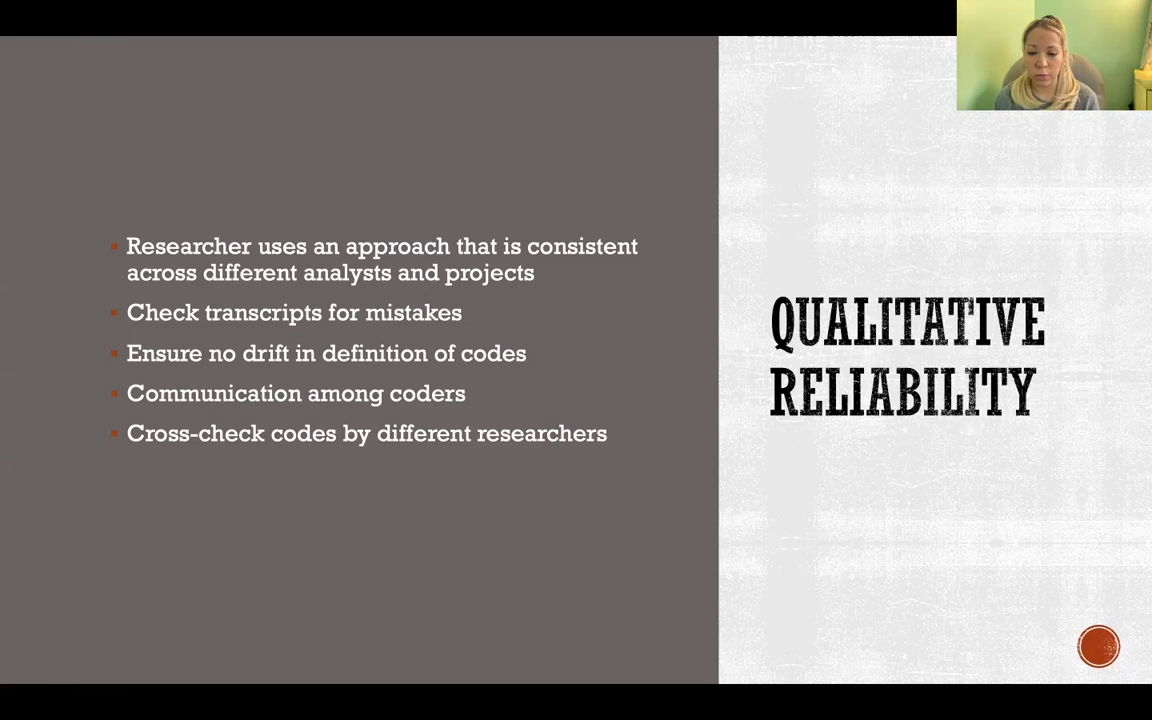 Researcher uses an approach that is consistent
across different analysts and projects
Check transcripts for mistakes
Ensure no drift in definition of codes
Communication among coders
Cross-check codes by different researchers
QUALITATIVE
RELIABILITY